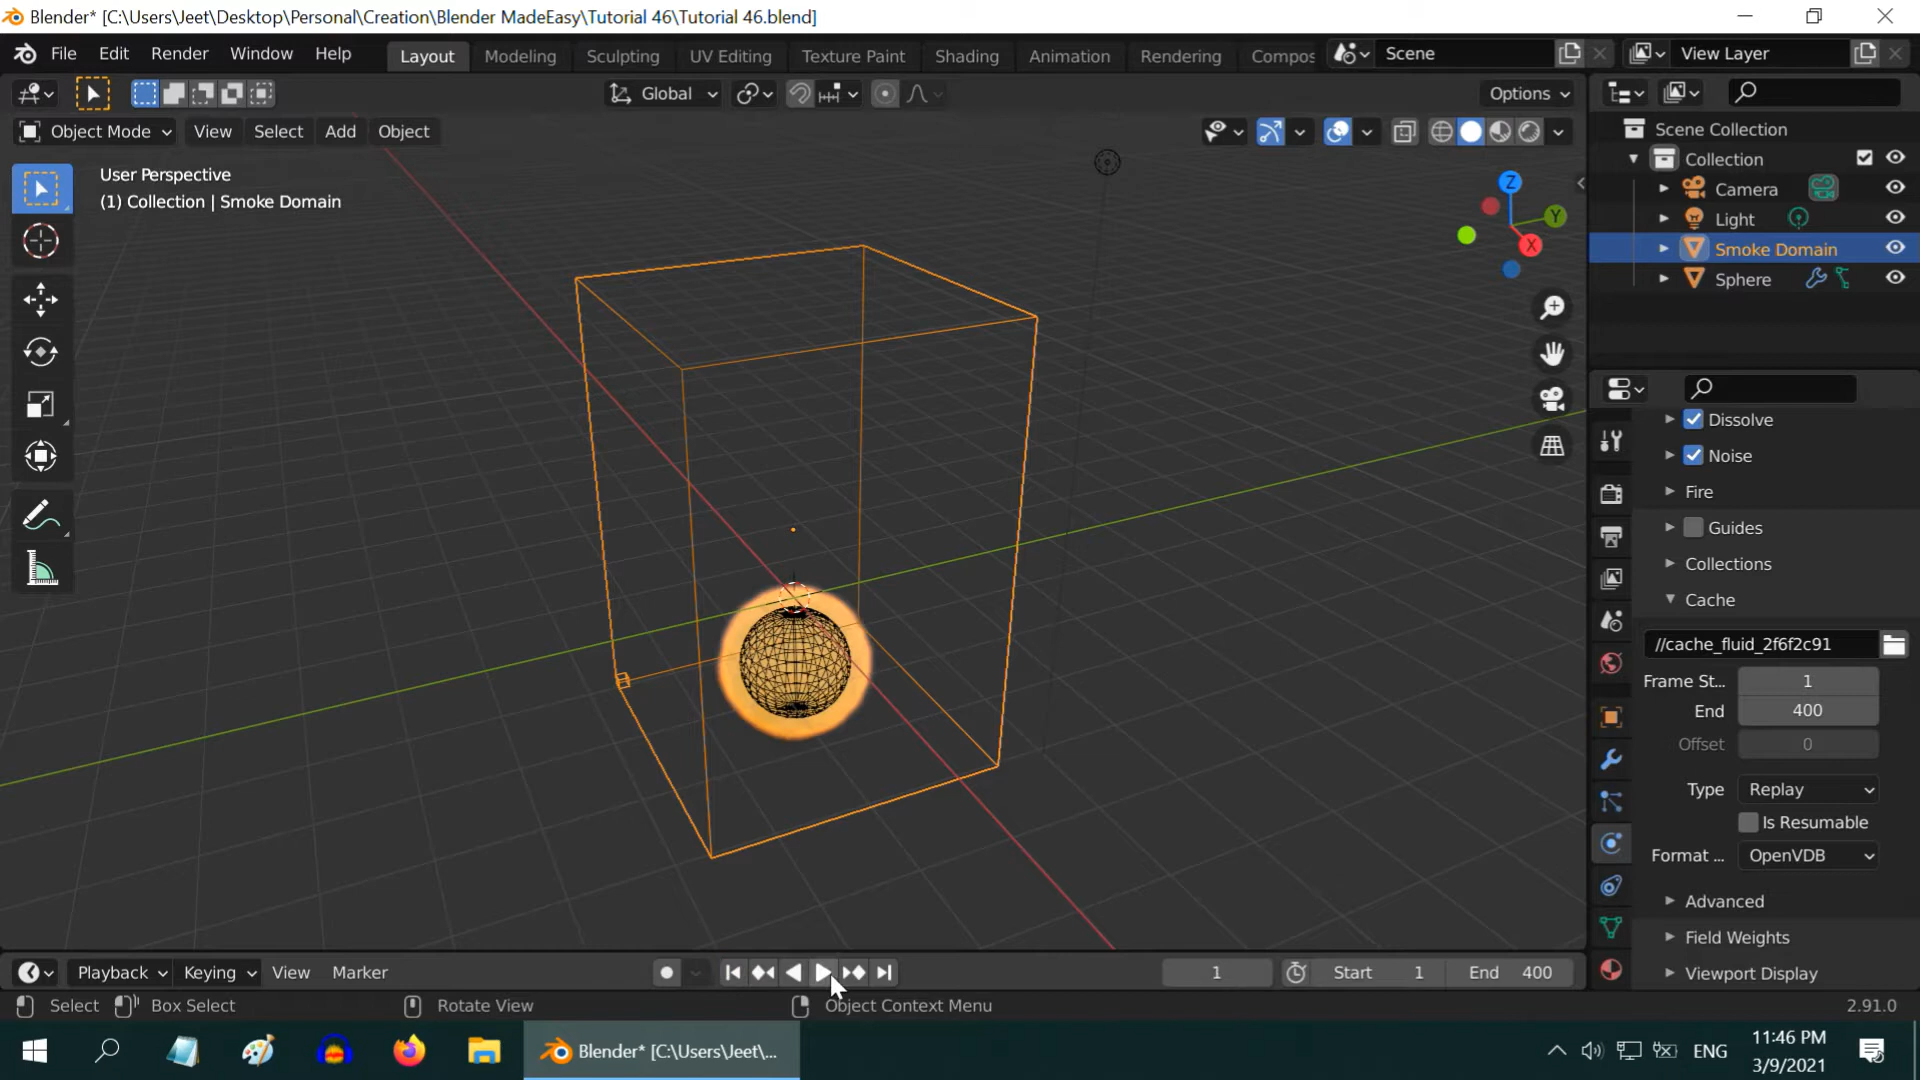 Blender* [C:\Users\Jeet\Desktop\Personal\Creation\Blender MadeEasy\Tutorial 46\Tutorial 46.blend]
File Edit Render Window Help Layout Modeling Sculpting UV Editing Texture Paint Shading Animation Rendering Compos Scene View Layer
Global Options
Object Mode View Select Add Object
User Perspective
(1) Collection | Smoke Domain
Z
Y
X
Scene Collection
Collection
Camera
Light
Smoke Domain
Sphere
Dissolve
Noise
Fire
Guides
Collections
Cache
//cache_fluid_2f6f2c91
Frame St... 1
End 400
Offset 0
Type Replay
Is Resumable
Format ... OpenVDB
Advanced
Field Weights
Viewport Display
Playback Keying View Marker 1 Start 1 End 400
Select Box Select Rotate View Object Context Menu 2.91.0
Blender* [C:\Users\Jeet\... ENG
11:46 PM
3/9/2021